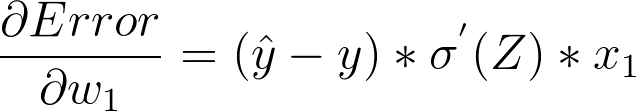 ∂Error/∂w₁ = (ŷ − y) * σ′(Z) * x₁